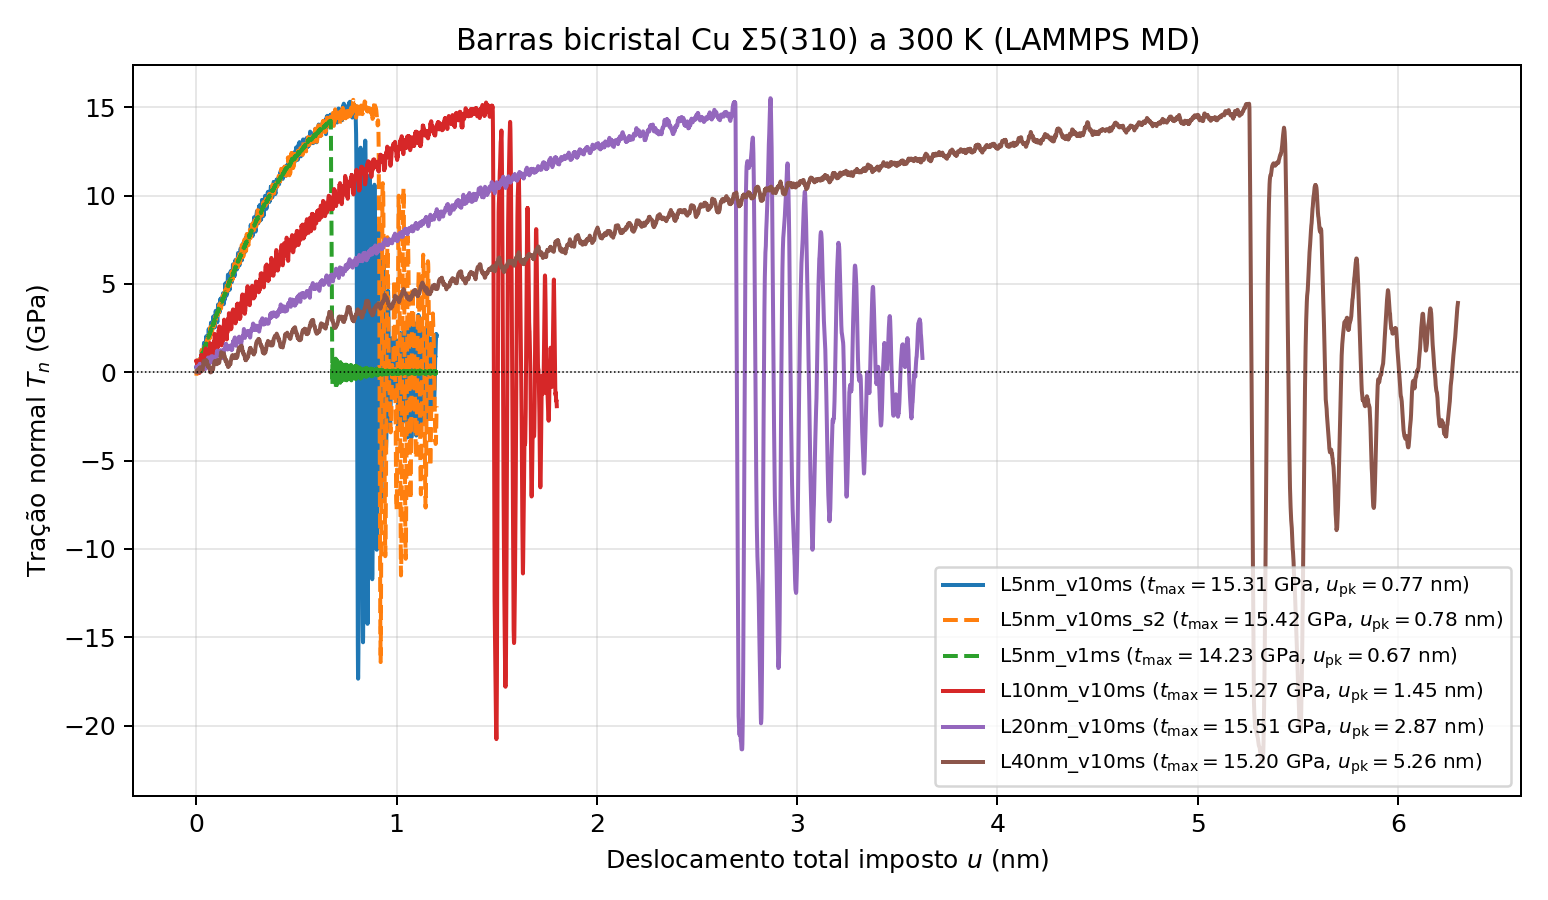 Barras bicristal Cu Σ5(310) a 300 K (LAMMPS MD)
Tração normal Tₙ (GPa)
15
10
5
0
−5
−10
−15
−20
L5nm_v10ms (t_max = 15.31 GPa, u_pk = 0.77 nm)
L5nm_v10ms_s2 (t_max = 15.42 GPa, u_pk = 0.78 nm)
L5nm_v1ms (t_max = 14.23 GPa, u_pk = 0.67 nm)
L10nm_v10ms (t_max = 15.27 GPa, u_pk = 1.45 nm)
L20nm_v10ms (t_max = 15.51 GPa, u_pk = 2.87 nm)
L40nm_v10ms (t_max = 15.20 GPa, u_pk = 5.26 nm)
0 1 2 3 4 5 6
Deslocamento total imposto u (nm)